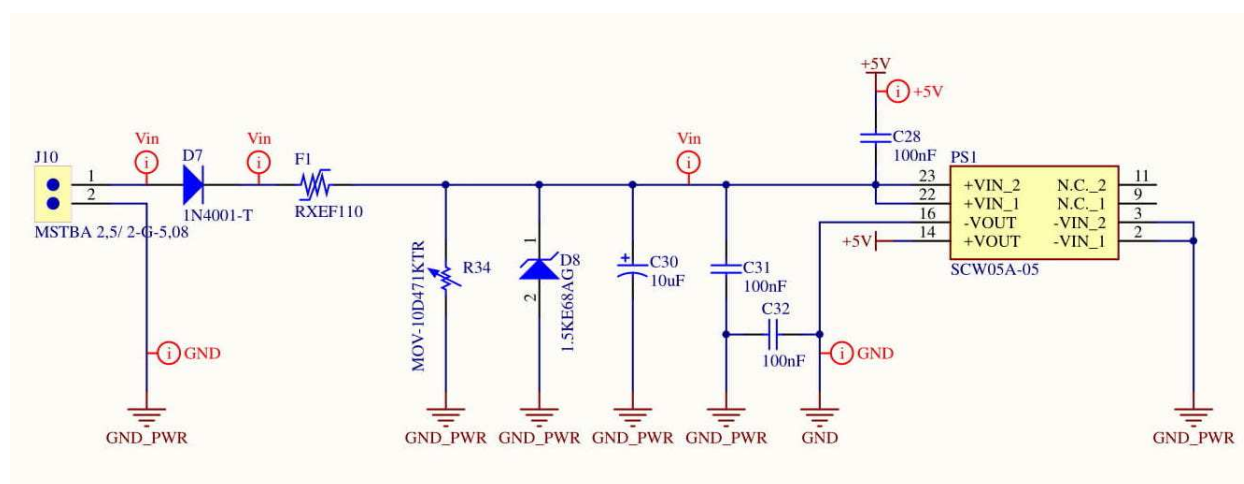 +5V
i +5V
Vin
i
Vin
i
Vin
i
J10
1
2
MSTBA 2,5/ 2-G-5,08
D7
1N4001-T
F1
RXEF110
C28
100nF
PS1
23 +VIN_2 N.C._2 11
22 +VIN_1 N.C._1 9
16 -VOUT -VIN_2 3
14 +VOUT -VIN_1 2
SCW05A-05
+5V
R34
MOV-10D471KTR
1
D8
2
1.5KE68AG
C30
+
10uF
C31
100nF
C32
100nF
i GND
i GND
GND_PWR
GND_PWR
GND_PWR
GND_PWR
GND_PWR
GND
GND_PWR